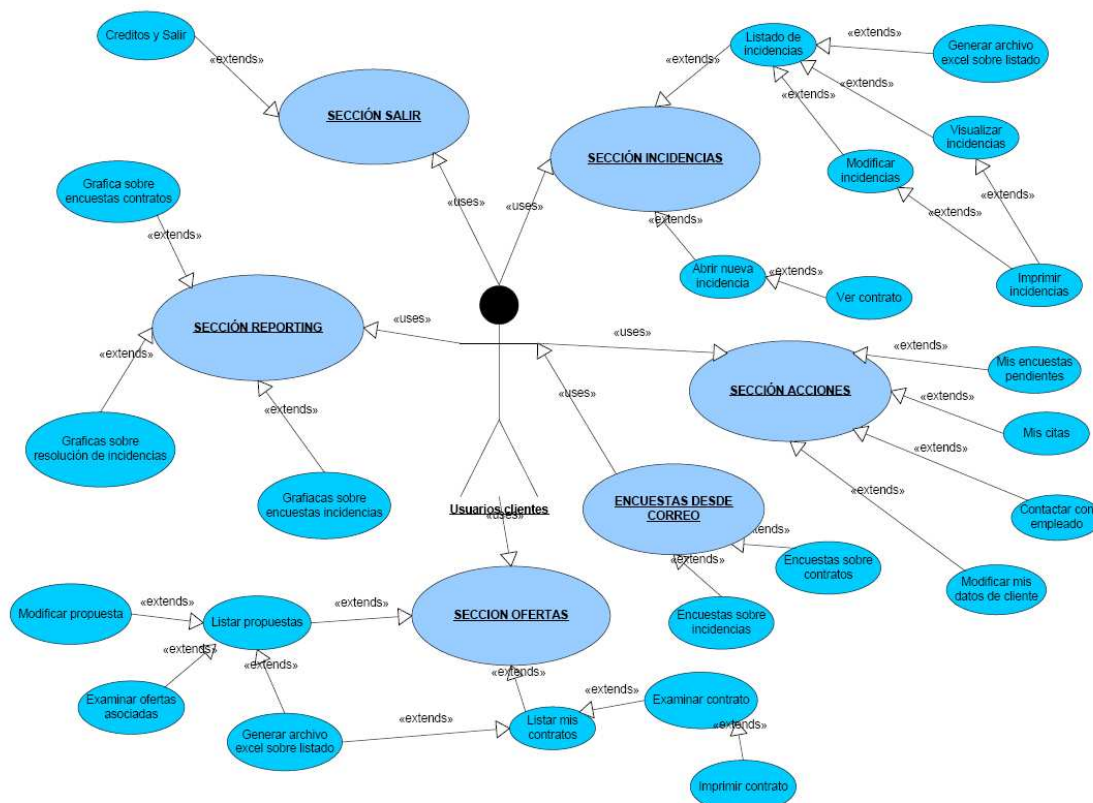 Creditos y Salir
«extends»
SECCIÓN SALIR
«uses»
Listado de
incidencias
«extends»
Generar archivo
excel sobre listado
«extends»
«extends»
«extends»
Visualizar
incidencias
SECCIÓN INCIDENCIAS
Modificar
incidencias
«uses»
«extends»
«extends»
«extends»
Abrir nueva
incidencia
«extends»
Ver contrato
Imprimir
incidencias
Grafica sobre
encuestas contratos
«extends»
SECCIÓN REPORTING
«uses»
«extends»
«extends»
Graficas sobre
resolución de incidencias
Grafiacas sobre
encuestas incidencias
«uses»
SECCIÓN ACCIONES
«extends»
Mis encuestas
pendientes
«extends»
Mis citas
«extends»
Contactar con
empleado
«extends»
Modificar mis
datos de cliente
«uses»
Usuarios clientes
«uses»
ENCUESTAS DESDE
CORREO
«extends»
Encuestas sobre
contratos
«extends»
Encuestas sobre
incidencias
SECCION OFERTAS
Modificar propuesta
«extends»
Listar propuestas
«extends»
«extends»
Examinar ofertas
asociadas
«extends»
Generar archivo
excel sobre listado
«extends»
«extends»
Listar mis
contratos
«extends»
Examinar contrato
«extends»
Imprimir contrato